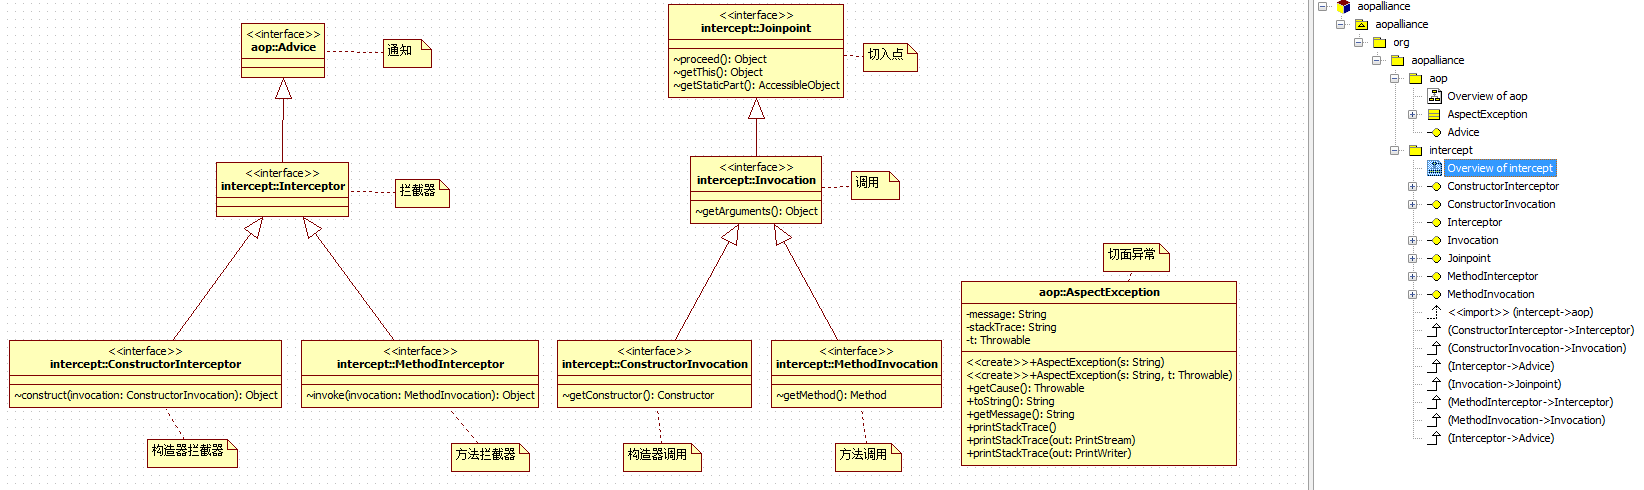 <<interface>>
aop::Advice
通知
<<interface>>
intercept::Joinpoint
~proceed(): Object
~getThis(): Object
~getStaticPart(): AccessibleObject
切入点
<<interface>>
intercept::Interceptor
拦截器
<<interface>>
intercept::Invocation
~getArguments(): Object
调用
<<interface>>
intercept::ConstructorInterceptor
~construct(invocation: ConstructorInvocation): Object
构造器拦截器
<<interface>>
intercept::MethodInterceptor
~invoke(invocation: MethodInvocation): Object
方法拦截器
<<interface>>
intercept::ConstructorInvocation
~getConstructor(): Constructor
构造器调用
<<interface>>
intercept::MethodInvocation
~getMethod(): Method
方法调用
切面异常
aop::AspectException
-message: String
-stackTrace: String
-t: Throwable
<<create>>+AspectException(s: String)
<<create>>+AspectException(s: String, t: Throwable)
+getCause(): Throwable
+toString(): String
+getMessage(): String
+printStackTrace()
+printStackTrace(out: PrintStream)
+printStackTrace(out: PrintWriter)
aopalliance
aopalliance
org
aopalliance
aop
Overview of aop
AspectException
Advice
intercept
Overview of intercept
ConstructorInterceptor
ConstructorInvocation
Interceptor
Invocation
Joinpoint
MethodInterceptor
MethodInvocation
<<import>> (intercept->aop)
(ConstructorInterceptor->Interceptor)
(ConstructorInvocation->Invocation)
(Interceptor->Advice)
(Invocation->Joinpoint)
(MethodInterceptor->Interceptor)
(MethodInvocation->Invocation)
(Interceptor->Advice)